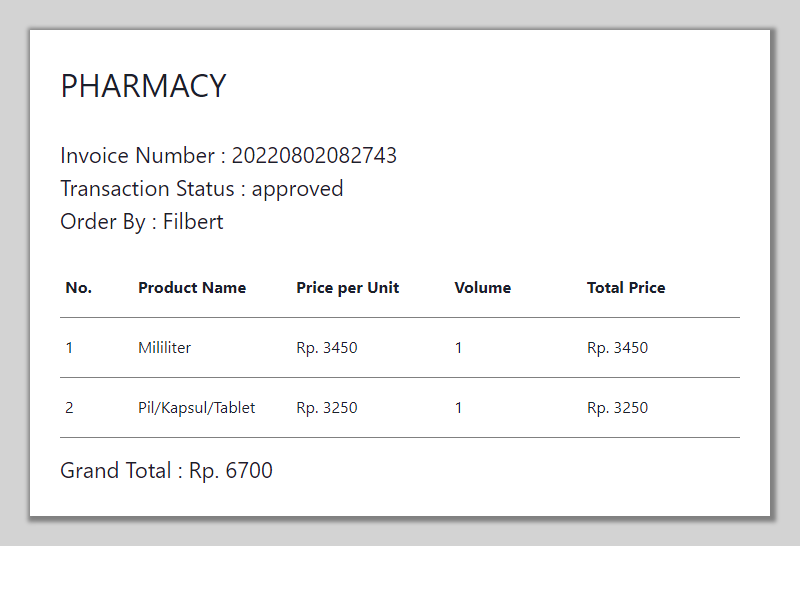 PHARMACY
Invoice Number : 20220802082743
Transaction Status : approved
Order By : Filbert
No. Product Name Price per Unit Volume Total Price
1 Mililiter Rp. 3450 1 Rp. 3450
2 Pil/Kapsul/Tablet Rp. 3250 1 Rp. 3250
Grand Total : Rp. 6700